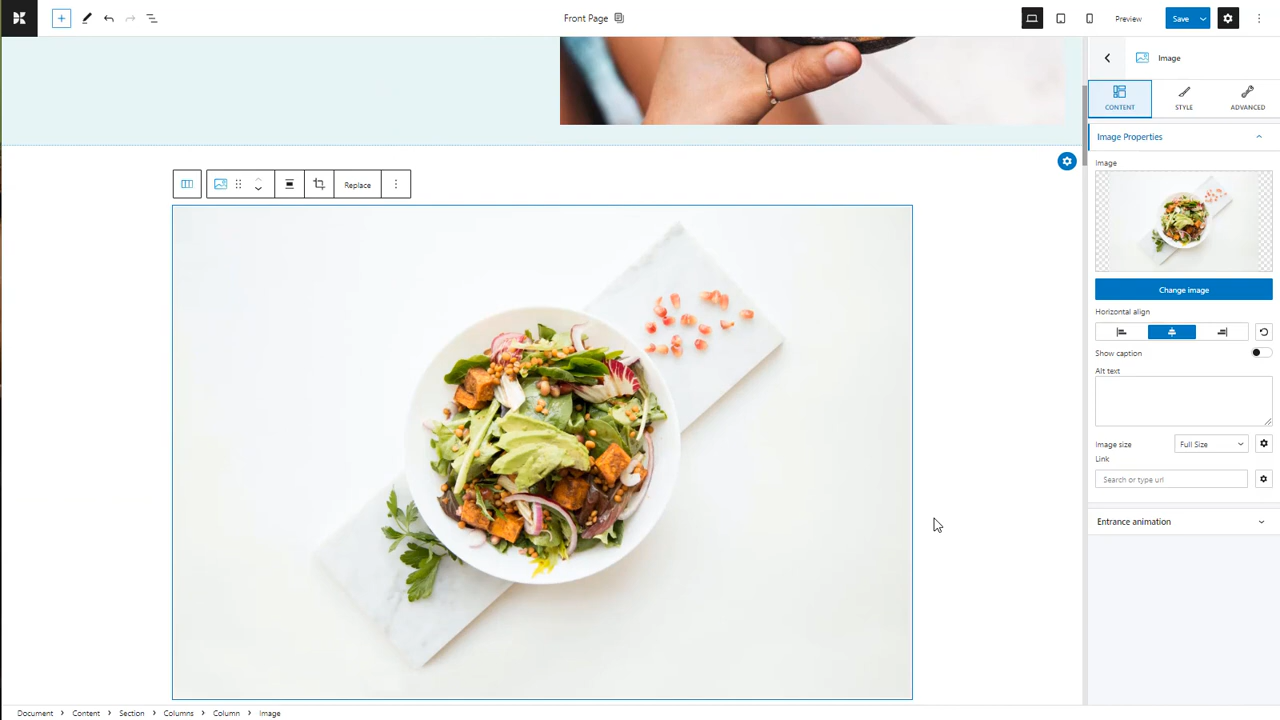 Front Page
Preview
Save
Image
CONTENT
STYLE
ADVANCED
Image Properties
Image
Replace
Change image
Horizontal align
Show caption
Alt text
Image size
Full Size
Link
Search or type url
Entrance animation
Document
Content
Section
Columns
Column
Image